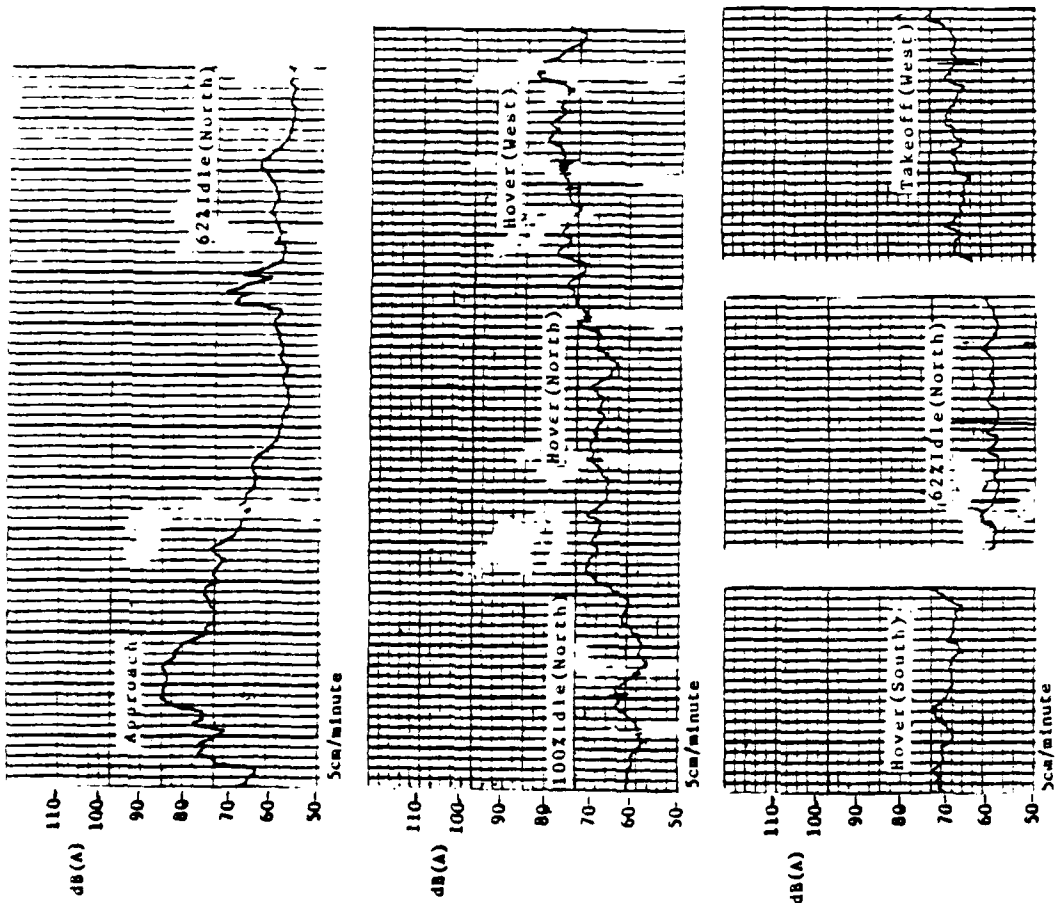 dB(A)
110-
100-
90-
80-
70-
60-
50-
Approach
62%Idle(North)
5cm/minute
dB(A)
110-
100-
90-
80-
70-
60-
50-
100%Idle(North)
Hover(North)
Hover(West)
5cm/minute
dB(A)
110-
100-
90-
80-
70-
60-
50-
Hover(South)
62%Idle(North)
Takeoff(West)
5cm/minute